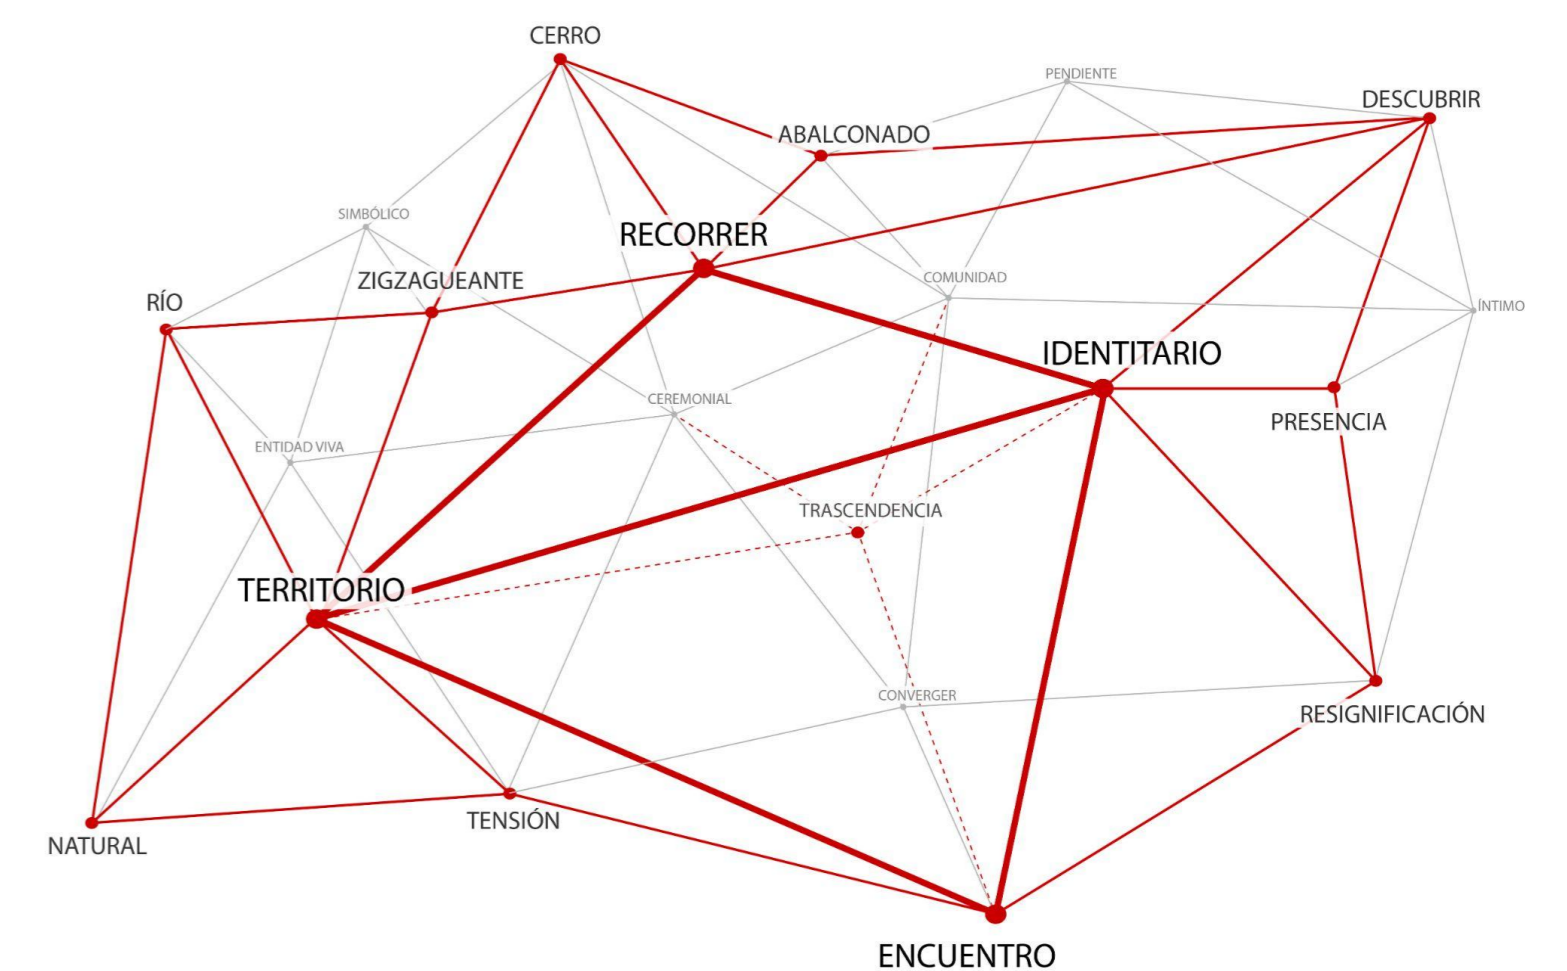 CERRO
PENDIENTE
DESCUBRIR
ABALCONADO
SIMBÓLICO
RECORRER
ZIGZAGUEANTE
COMUNIDAD
RÍO
ÍNTIMO
IDENTITARIO
CEREMONIAL
PRESENCIA
ENTIDAD VIVA
TRASCENDENCIA
TERRITORIO
CONVERGER
RESIGNIFICACIÓN
TENSIÓN
NATURAL
ENCUENTRO